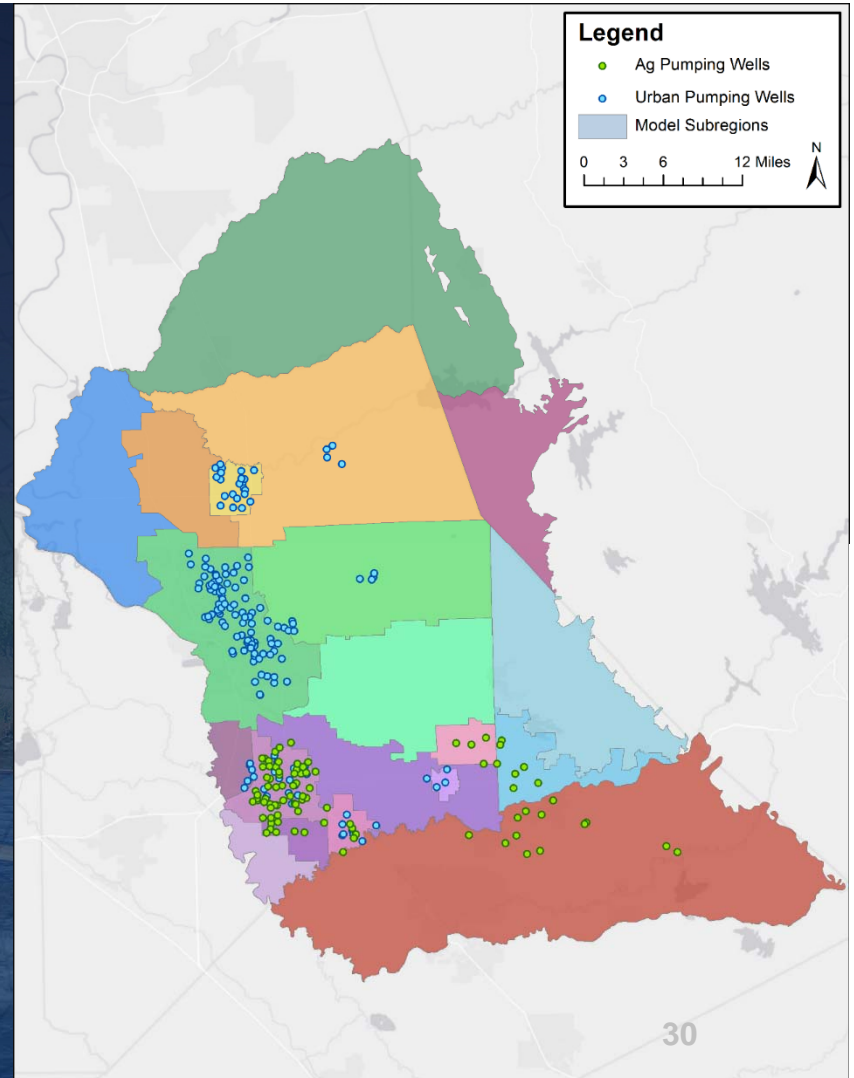 Legend
Ag Pumping Wells
Urban Pumping Wells
Model Subregions
N
0 3 6 12 Miles
30